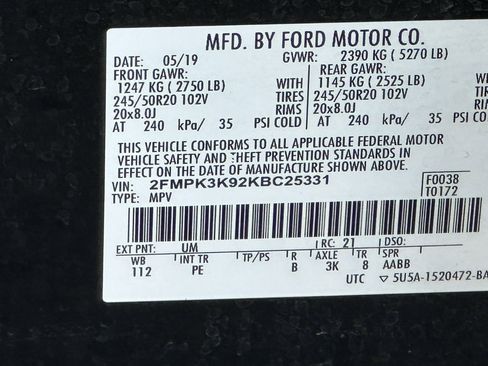 MFD. BY FORD MOTOR CO.
DATE: 05/19 GVWR: 2390 KG ( 5270 LB)
FRONT GAWR: REAR GAWR:
1247 KG ( 2750 LB) WITH 1145 KG ( 2525 LB)
245/50R20 102V TIRES 245/50R20 102V
20x8.0J RIMS 20x8.0J
AT 240 kPa/ 35 PSI COLD AT 240 kPa/ 35 PSI COLD
THIS VEHICLE CONFORMS TO ALL APPLICABLE FEDERAL MOTOR
VEHICLE SAFETY AND THEFT PREVENTION STANDARDS IN
EFFECT ON THE DATE OF MANUFACTURE SHOWN ABOVE.
VIN: 2FMPK3K92KBC25331 F0038
TYPE: MPV T0172
EXT PNT: UM RC: 21 DSO:
WB INT TR TP/PS R AXLE TR SPR
112 PE B 3K 8 AABB
UTC ▽ 5U5A-1520472-BA